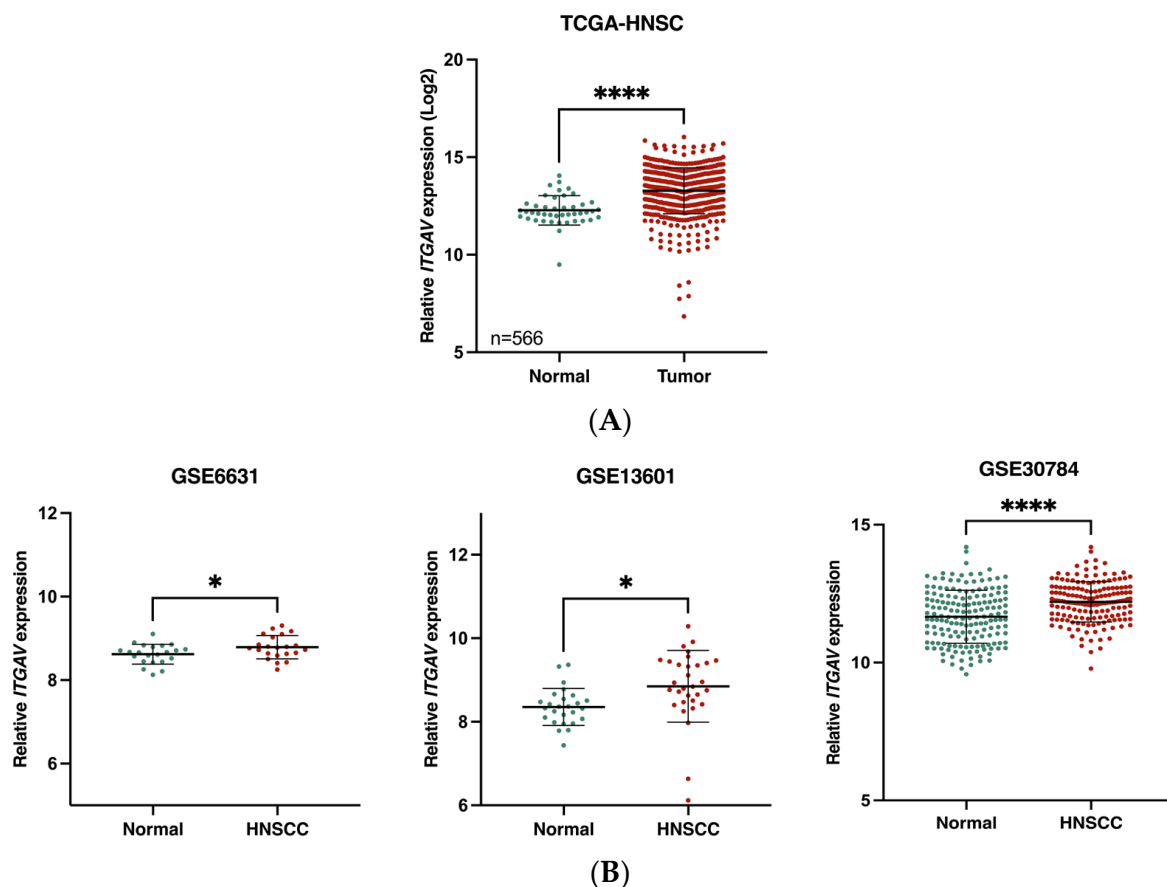 TCGA-HNSC
Relative ITGAV expression (Log2)
20
15
10
5
****
n=566
Normal
Tumor
(A)
GSE6631
Relative ITGAV expression
12
10
8
6
*
Normal
HNSCC
GSE13601
Relative ITGAV expression
12
10
8
6
*
Normal
HNSCC
GSE30784
Relative ITGAV expression
15
10
5
****
Normal
HNSCC
(B)